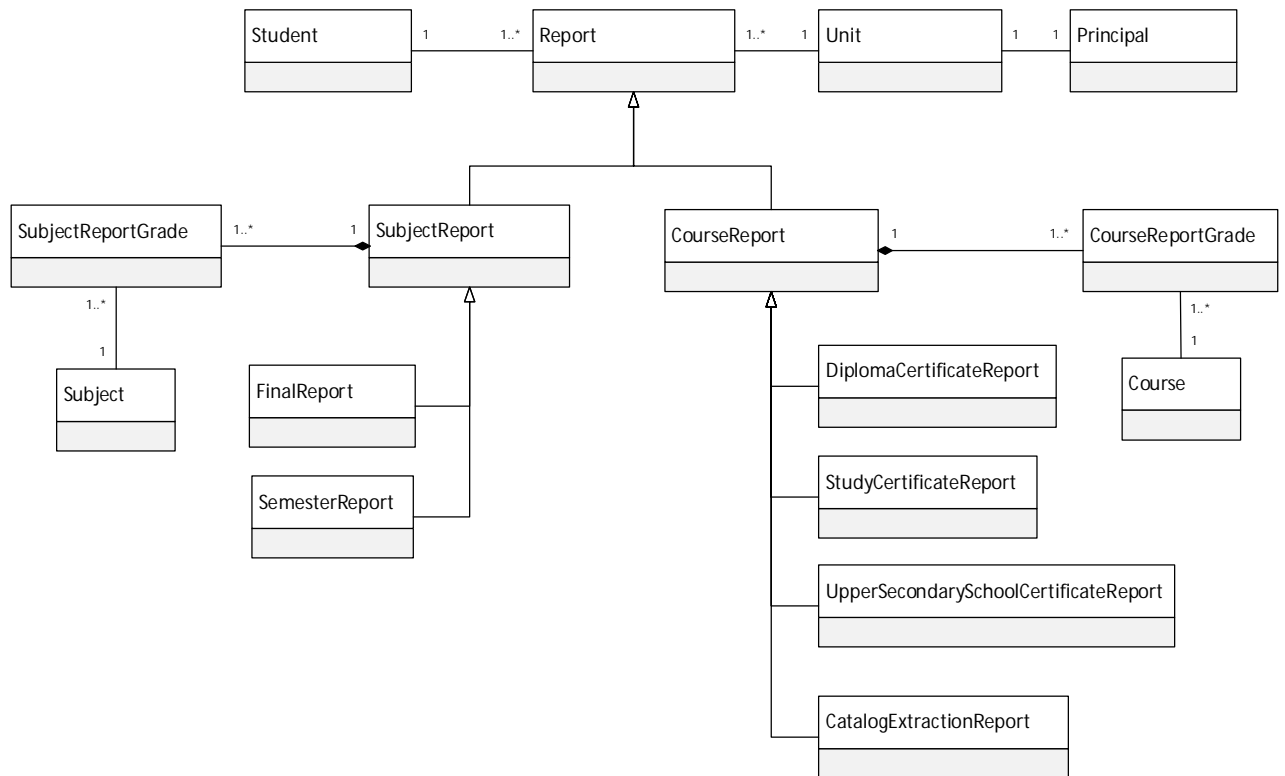 Student
1
1..*
Report
1..*
1
Unit
1
1
Principal
SubjectReportGrade
1..*
1
SubjectReport
CourseReport
1
1..*
CourseReportGrade
1..*
1
Subject
1..*
1
Course
FinalReport
SemesterReport
DiplomaCertificateReport
StudyCertificateReport
UpperSecondarySchoolCertificateReport
CatalogExtractionReport